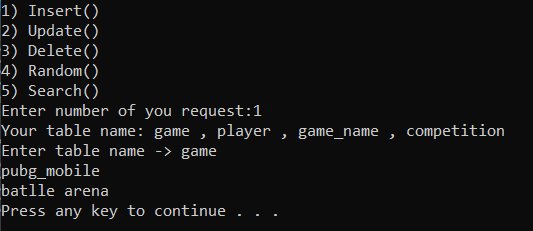 1) Insert()
2) Update()
3) Delete()
4) Random()
5) Search()
Enter number of you request:1
Your table name: game , player , game_name , competition
Enter table name -> game
pubg_mobile
batlle arena
Press any key to continue . . .